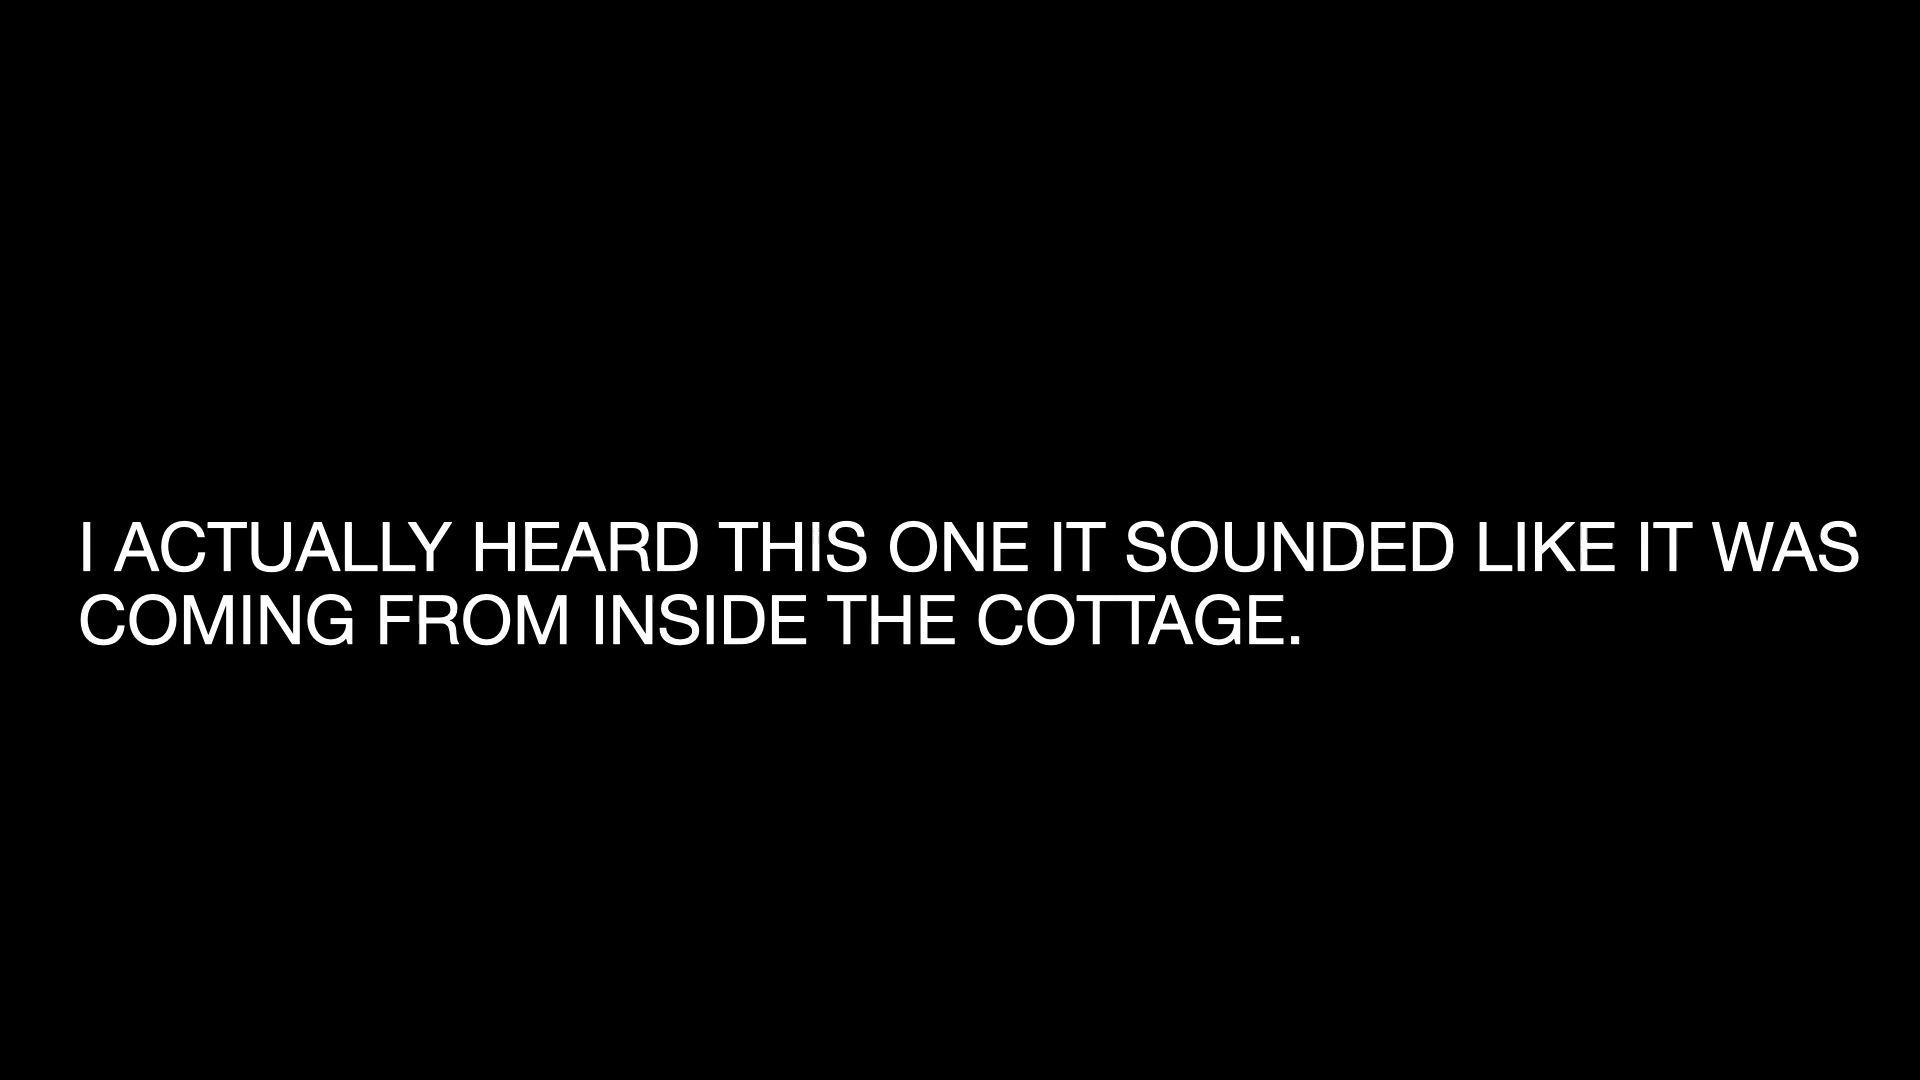 I ACTUALLY HEARD THIS ONE IT SOUNDED LIKE IT WAS
COMING FROM INSIDE THE COTTAGE.